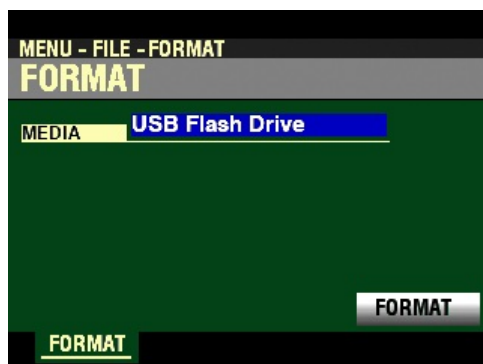 MENU - FILE - FORMAT
FORMAT
MEDIA USB Flash Drive
FORMAT
FORMAT